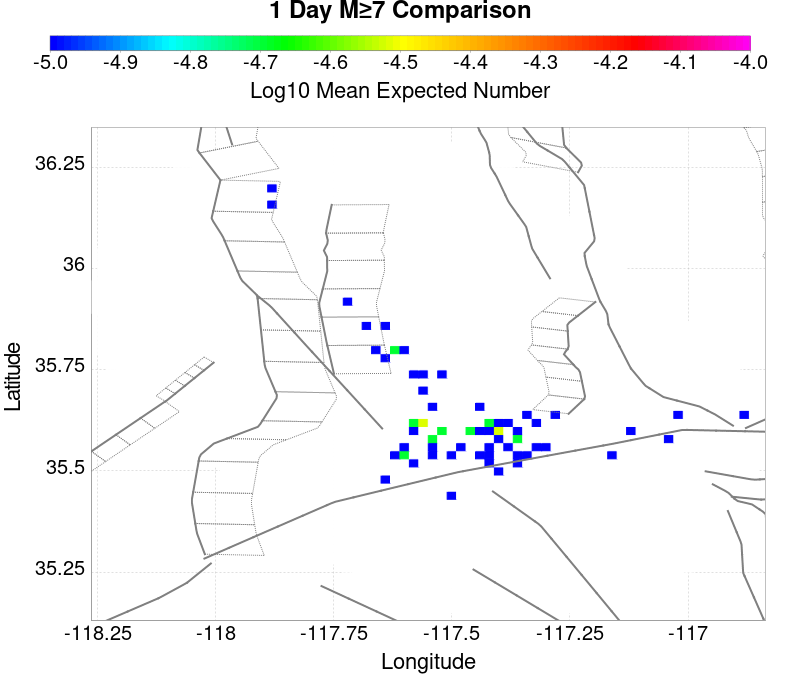 1 Day M≥7 Comparison
-5.0 -4.9 -4.8 -4.7 -4.6 -4.5 -4.4 -4.3 -4.2 -4.1 -4.0
Log10 Mean Expected Number
36.25
36
35.75
35.5
35.25
Latitude
-118.25 -118 -117.75 -117.5 -117.25 -117
Longitude